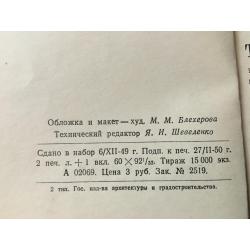 Обложка и макет—худ. М. М. Блехерова
Технический редактор Я. И. Шевеленко
Сдано в набор 6/XII-49 г. Подп. к печ. 27/II-50 г.
2 печ. л.+1 вкл. 60×92¹/₁₆. Тираж 15 000 экз.
А 02069. Цена 3 руб. Зак. № 2519.
2 тип. Гос. изд-ва архитектуры и градостроительства.